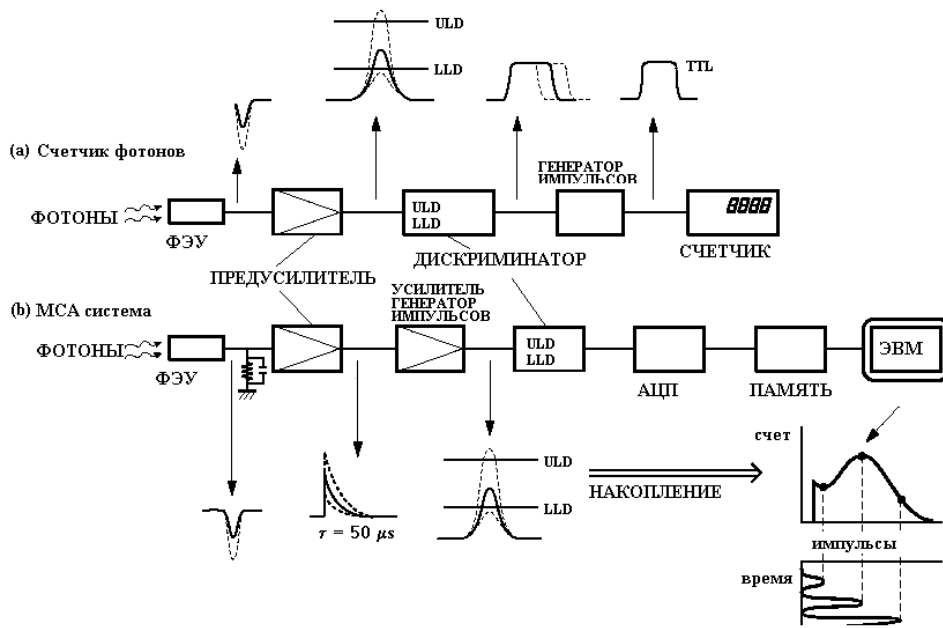 ULD
LLD
TTL
(a) Счетчик фотонов
ГЕНЕРАТОР
ИМПУЛЬСОВ
ФОТОНЫ
ФЭУ
ULD
LLD
8888
СЧЕТЧИК
ПРЕДУСИЛИТЕЛЬ
ДИСКРИМИНАТОР
(b) МСА система
УСИЛИТЕЛЬ
ГЕНЕРАТОР
ИМПУЛЬСОВ
ФОТОНЫ
ФЭУ
ULD
LLD
АЦП
ПАМЯТЬ
ЭВМ
счет
ULD
LLD
НАКОПЛЕНИЕ
τ = 50 μs
импульсы
время